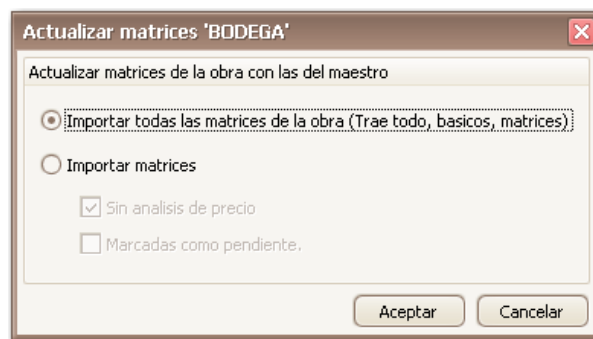 Actualizar matrices 'BODEGA'
Actualizar matrices de la obra con las del maestro
Importar todas las matrices de la obra (Trae todo, basicos, matrices)
Importar matrices
Sin analisis de precio
Marcadas como pendiente.
Aceptar
Cancelar